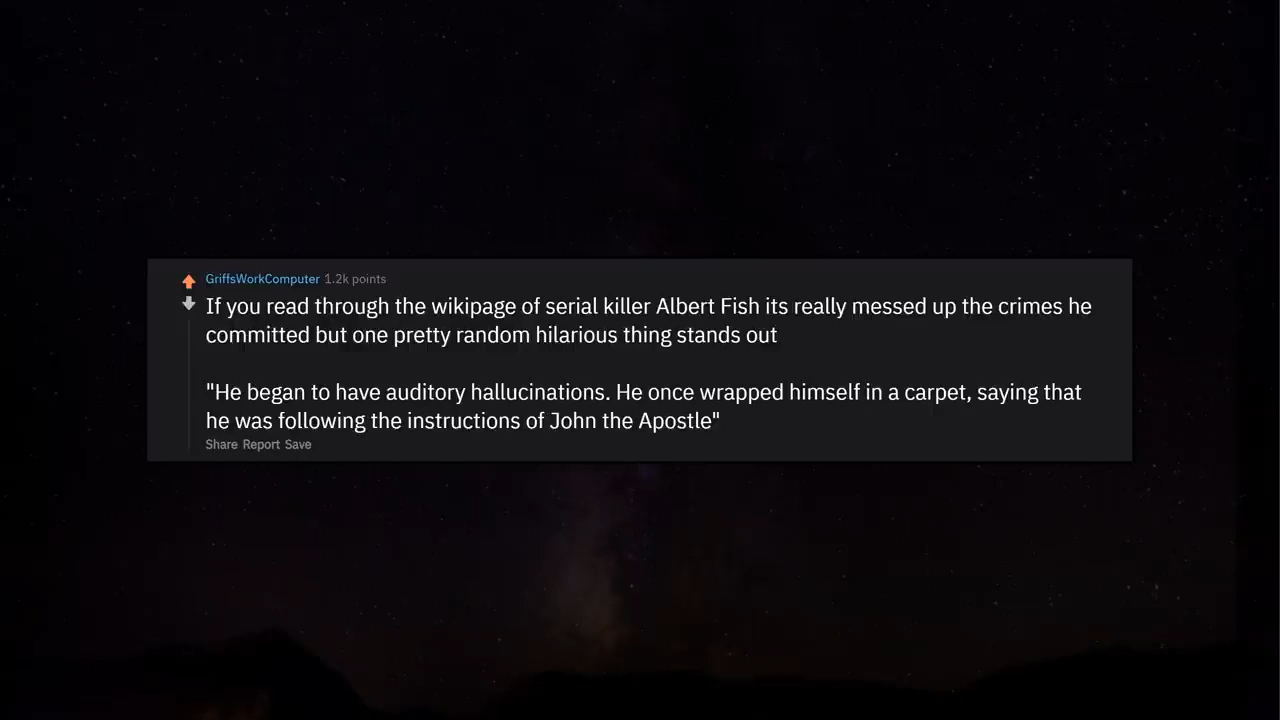 GriffsWorkComputer 1.2k points
If you read through the wikipage of serial killer Albert Fish its really messed up the crimes he
committed but one pretty random hilarious thing stands out
"He began to have auditory hallucinations. He once wrapped himself in a carpet, saying that
he was following the instructions of John the Apostle"
Share Report Save